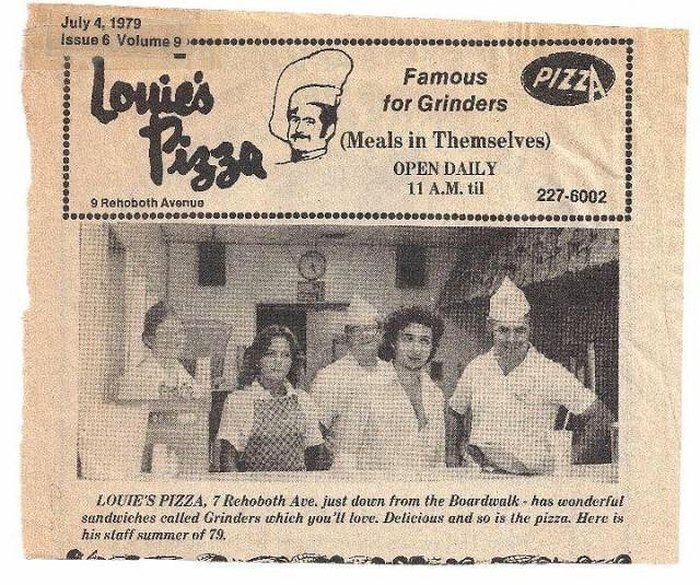 July 4, 1979
Issue 6 Volume 9
Louie's
Pizza
9 Rehoboth Avenue
Famous
for Grinders
(Meals in Themselves)
OPEN DAILY
11 A.M. til
PIZZA
227-6002
LOUIE'S PIZZA, 7 Rehoboth Ave. just down from the Boardwalk - has wonderful
sandwiches called Grinders which you'll love. Delicious and so is the pizza. Here is
his staff summer of 79.